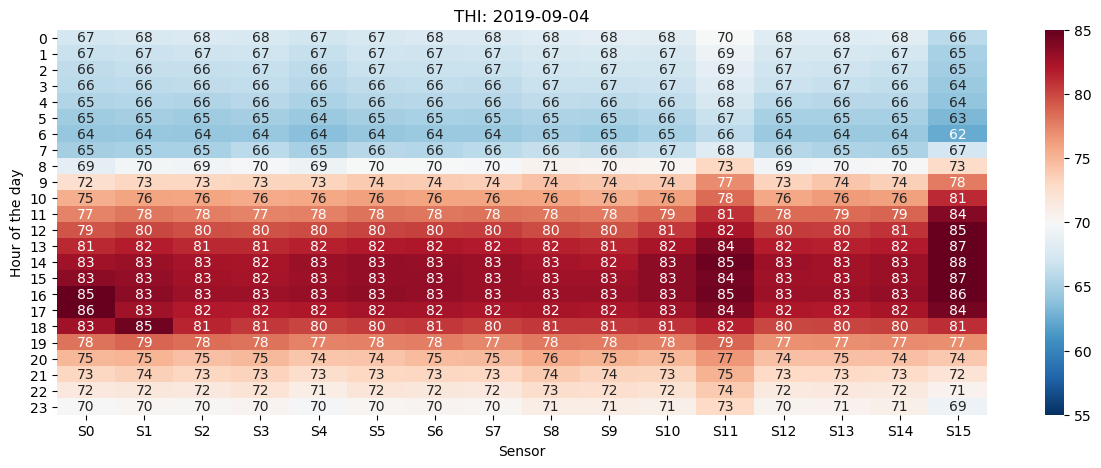 THI: 2019-09-04
Hour of the day
0 67 68 68 68 67 67 68 68 68 68 68 70 68 68 68 66
1 67 67 67 67 67 67 67 67 68 68 67 69 67 67 67 65
2 66 66 66 67 66 67 67 67 67 67 67 69 67 67 67 65
3 66 66 66 66 66 66 66 66 67 66 66 68 67 67 66 64
4 65 66 66 66 65 66 66 66 66 66 66 68 66 66 66 64
5 65 65 65 65 64 65 65 65 66 65 66 67 65 65 65 63
6 64 64 64 64 64 64 64 64 65 65 65 66 64 64 64 62
7 65 65 65 66 65 66 66 66 66 66 67 68 66 65 65 67
8 69 70 69 70 69 70 70 70 71 70 70 73 69 70 70 73
9 72 73 73 73 73 74 74 74 74 74 74 77 73 74 74 78
10 75 76 76 76 76 76 76 76 76 76 76 78 76 76 76 81
11 77 78 78 77 78 78 78 78 78 78 79 81 78 79 79 84
12 79 80 80 80 80 80 80 80 80 80 81 82 80 80 81 85
13 81 82 81 81 82 82 82 82 82 81 82 84 82 82 82 87
14 83 83 83 82 83 83 83 83 83 82 83 85 83 83 83 88
15 83 83 83 82 83 83 83 83 83 83 83 84 83 83 83 87
16 85 83 83 83 83 83 83 83 83 83 83 85 83 83 83 86
17 86 83 82 82 82 82 82 82 82 82 83 84 82 82 82 84
18 83 85 81 81 80 80 81 80 81 81 81 82 80 80 80 81
19 78 79 78 78 77 78 78 77 78 78 78 79 77 77 77 77
20 75 75 75 75 74 74 75 75 76 75 75 77 74 75 74 74
21 73 74 73 73 73 73 73 73 74 74 73 75 73 73 73 72
22 72 72 72 72 71 72 72 72 73 72 72 74 72 72 72 71
23 70 70 70 70 70 70 70 70 71 71 71 73 70 71 71 69
S0 S1 S2 S3 S4 S5 S6 S7 S8 S9 S10 S11 S12 S13 S14 S15
Sensor
85
80
75
70
65
60
55